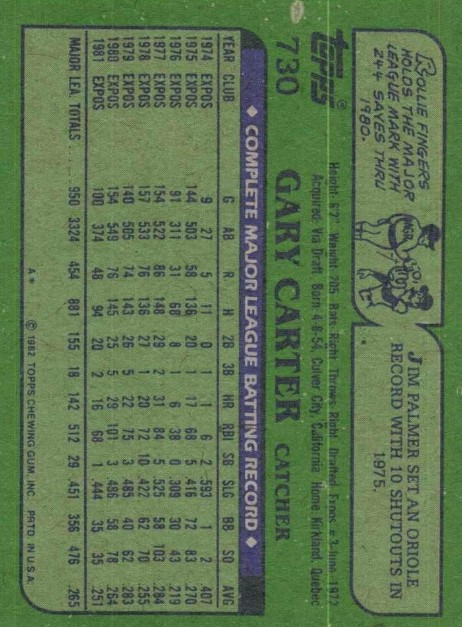 ROLLIE FINGERS
HOLDS THE MAJOR
LEAGUE MARK WITH
244 SAVES THRU
1980.
JIM PALMER SET AN ORIOLE
RECORD WITH 10 SHUTOUTS IN
1975.
topps®
730
GARY CARTER CATCHER
Height: 6'2" Weight: 205 Bats: Right Throws: Right Drafted: Expos #3-June, 1972
Acquired: Via Draft Born: 4-8-54, Culver City, California Home: Kirkland, Quebec
◆ COMPLETE MAJOR LEAGUE BATTING RECORD ◆
YEAR CLUB G AB R H 2B 3B HR RBI SB SLG BB SO AVG
1974 EXPOS 9 27 5 11 0 1 1 6 2 .593 1 2 .407
1975 EXPOS 144 503 58 136 20 1 17 68 5 .416 72 83 .270
1976 EXPOS 91 311 31 68 8 1 6 38 0 .309 30 43 .219
1977 EXPOS 154 522 86 148 29 2 31 84 5 .525 58 103 .284
1978 EXPOS 157 533 76 136 27 1 20 72 10 .422 62 70 .255
1979 EXPOS 140 505 74 143 26 5 22 75 3 .485 40 62 .283
1980 EXPOS 154 549 76 145 25 5 29 101 3 .486 58 78 .264
1981 EXPOS 100 374 48 94 20 2 16 68 1 .444 35 35 .251
MAJOR LEA. TOTALS 950 3324 454 881 155 18 142 512 29 .451 356 476 .265
A* © 1982 TOPPS CHEWING GUM, INC. PRTD. IN U.S.A.